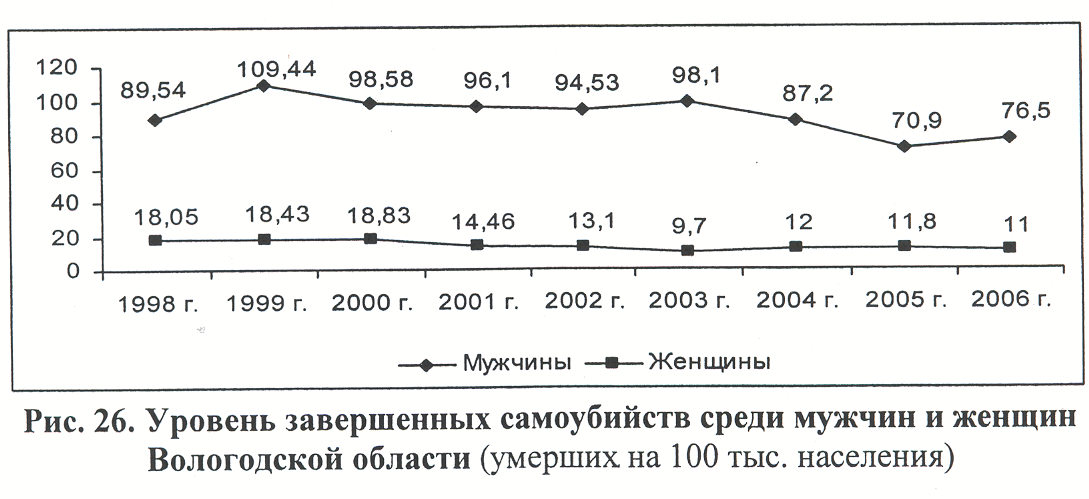 120
100
80
60
40
20
0
89,54 109,44 98,58 96,1 94,53 98,1 87,2 70,9 76,5
18,05 18,43 18,83 14,46 13,1 9,7 12 11,8 11
1998 г. 1999 г. 2000 г. 2001 г. 2002 г. 2003 г. 2004 г. 2005 г. 2006 г.
Мужчины Женщины
Рис. 26. Уровень завершенных самоубийств среди мужчин и женщин
Вологодской области (умерших на 100 тыс. населения)